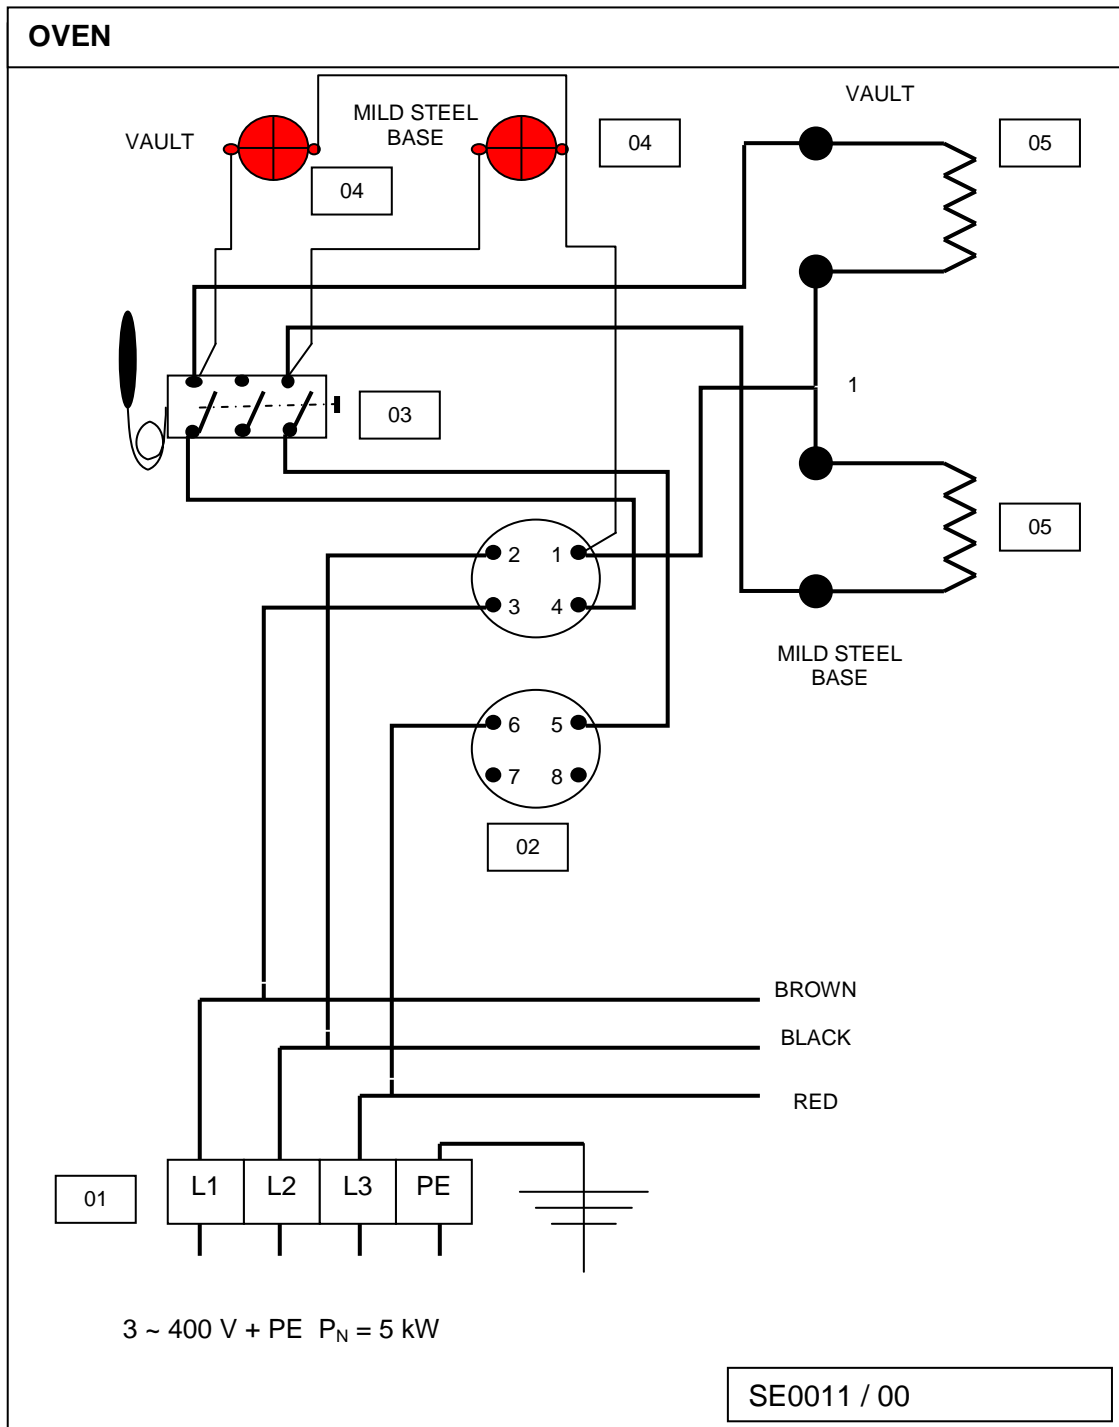 OVEN
VAULT
MILD STEEL
BASE
04
04
VAULT
05
03
1
05
2 1
3 4
MILD STEEL
BASE
6 5
7 8
02
BROWN
BLACK
RED
01
L1 L2 L3 PE
3 ~ 400 V + PE PN = 5 kW
SE0011 / 00